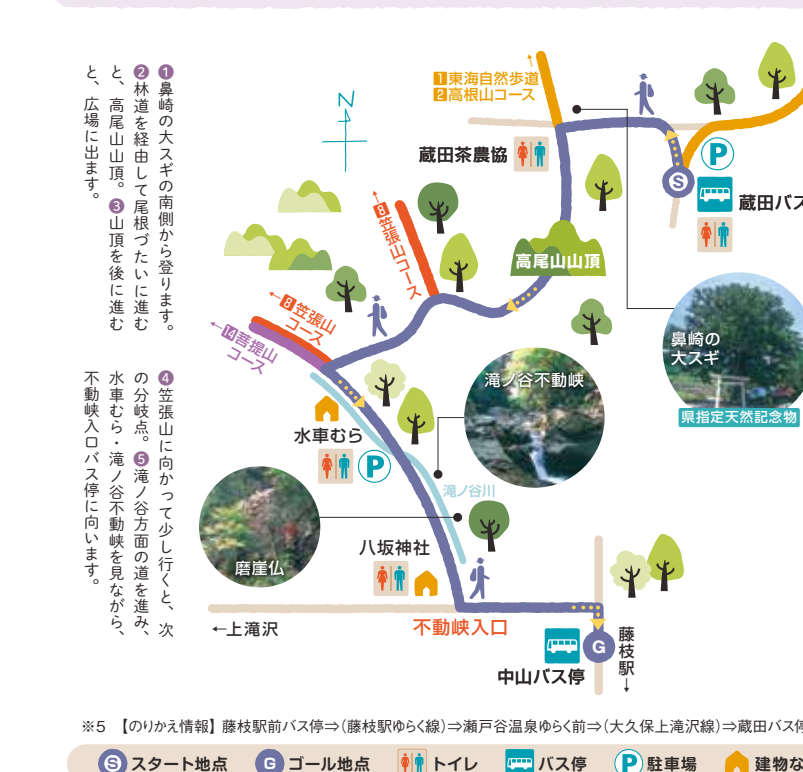 ❶鼻崎の大スギの南側から登ります。
❷林道を経由して尾根づたいに進む
と、高尾山山頂。❸山頂を後に進む
と、広場に出ます。
❹笠張山に向かって少し行くと、次
の分岐点。❺滝ノ谷方面の道を進み、
水車むら・滝ノ谷不動峡を見ながら、
不動峡入口バス停に向います。
N
↑
1東海自然歩道
2高根山コース
蔵田茶農協
P
S
蔵田バス
←8笠張山コース
高尾山山頂
鼻崎の
大スギ
県指定天然記念物
←8笠張山
コース
←14菩提山
コース
滝ノ谷不動峡
水車むら
P
滝ノ谷川
磨崖仏
八坂神社
←上滝沢
不動峡入口
G
藤枝駅→
中山バス停
※5 【のりかえ情報】 藤枝駅前バス停⇒(藤枝駅ゆらく線)⇒瀬戸谷温泉ゆらく前⇒(大久保上滝沢線)⇒蔵田バス停
S スタート地点 G ゴール地点 トイレ バス停 P 駐車場 建物な